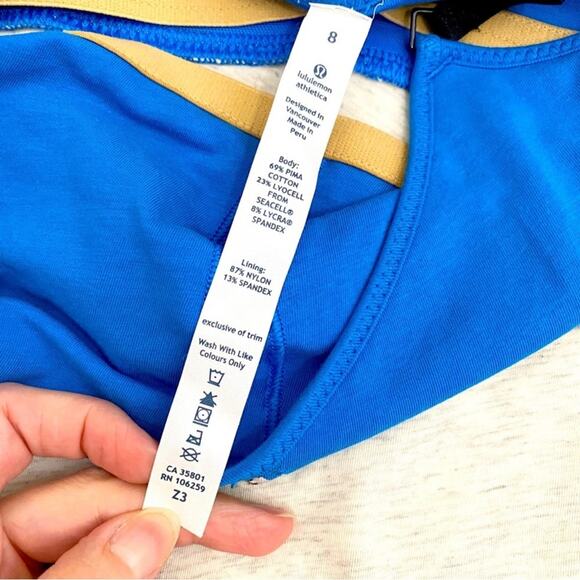 8
lululemon
athletica
Designed in
Vancouver
Made in
Peru
Body:
69% PIMA
COTTON
23% LYOCELL
FROM
SEACELL®
8% LYCRA®
SPANDEX
Lining:
87% NYLON
13% SPANDEX
exclusive of trim
Wash With Like
Colours Only
CA 35801
RN 106259
Z3